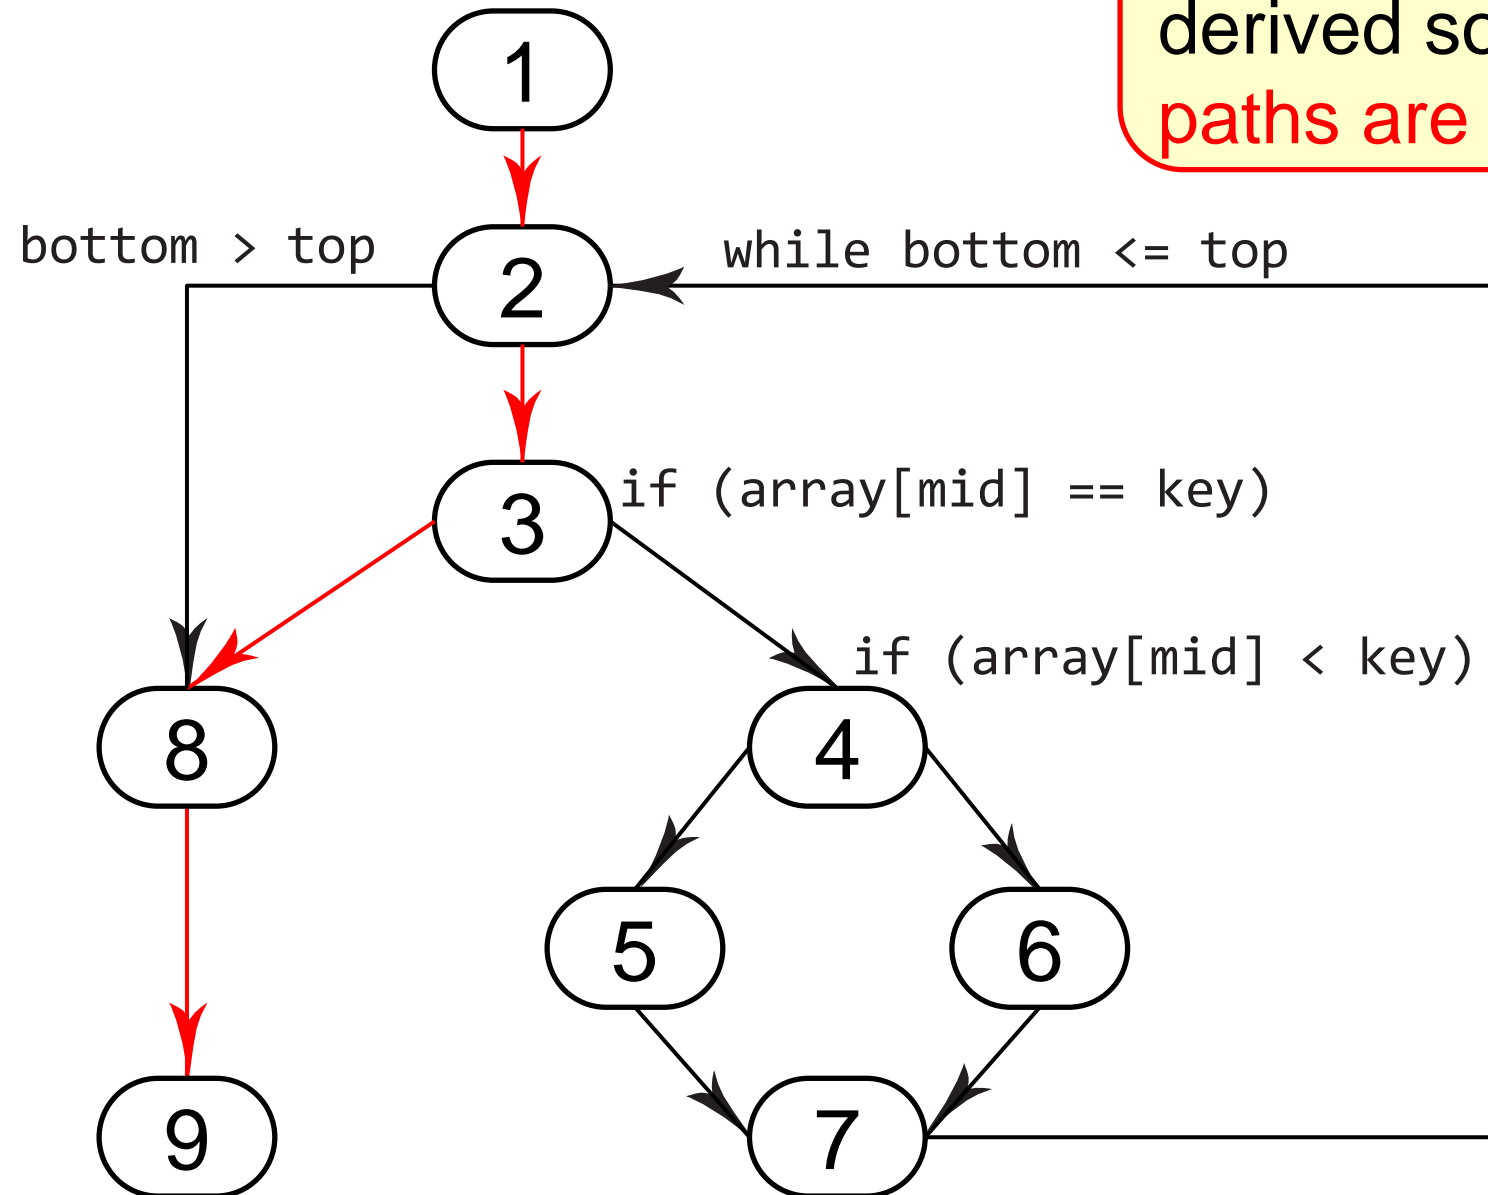 derived
paths are
1
bottom > top
while bottom <= top
2
3
if (array[mid] == key)
if (array[mid] < key)
8
4
5
6
9
7